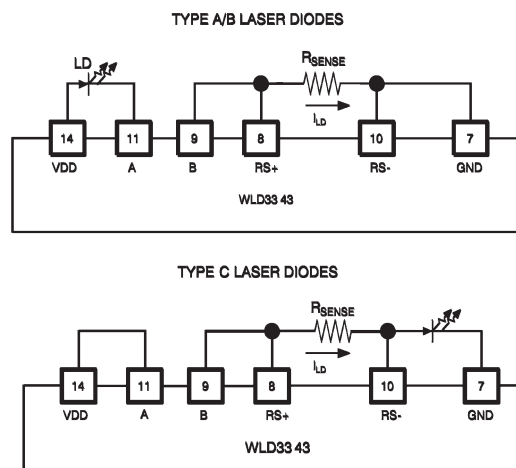 TYPE A/B LASER DIODES
LD
RSENSE
ILD
14 11 9 8 10 7
VDD A B RS+ RS- GND
WLD33 43
TYPE C LASER DIODES
RSENSE
ILD
14 11 9 8 10 7
VDD A B RS+ RS- GND
WLD33 43